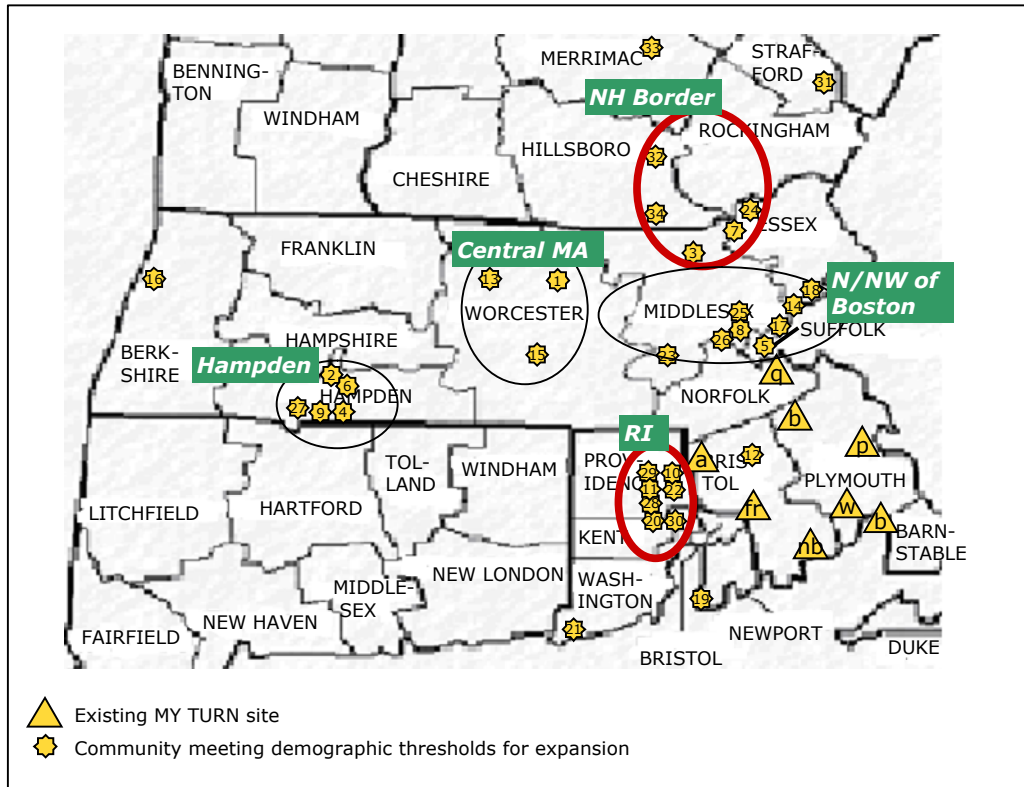 33
MERRIMAC
STRAF-
FORD
31
BENNING-
TON
NH Border
WINDHAM
ROCKINGHAM
HILLSBORO
32
CHESHIRE
34
24
ESSEX
7
FRANKLIN
Central MA
3
16
13
1
N/NW of
Boston
18
WORCESTER
MIDDLESEX
14
25
17
SUFFOLK
8
HAMPSHIRE
26
5
BERK-
SHIRE
15
23
Hampden
2
6
q
HAMPDEN
NORFOLK
27
9
4
b
RI
p
PROV-
IDENC
29
10
a
BRIS
TOL
12
TOL-
LAND
WINDHAM
11
22
PLYMOUTH
LITCHFIELD
HARTFORD
28
fr
w
20
30
b
BARN-
STABLE
KENT
nb
NEW LONDON
MIDDLE-
SEX
WASH-
INGTON
19
NEW HAVEN
21
FAIRFIELD
NEWPORT
BRISTOL
DUKE
Existing MY TURN site
Community meeting demographic thresholds for expansion